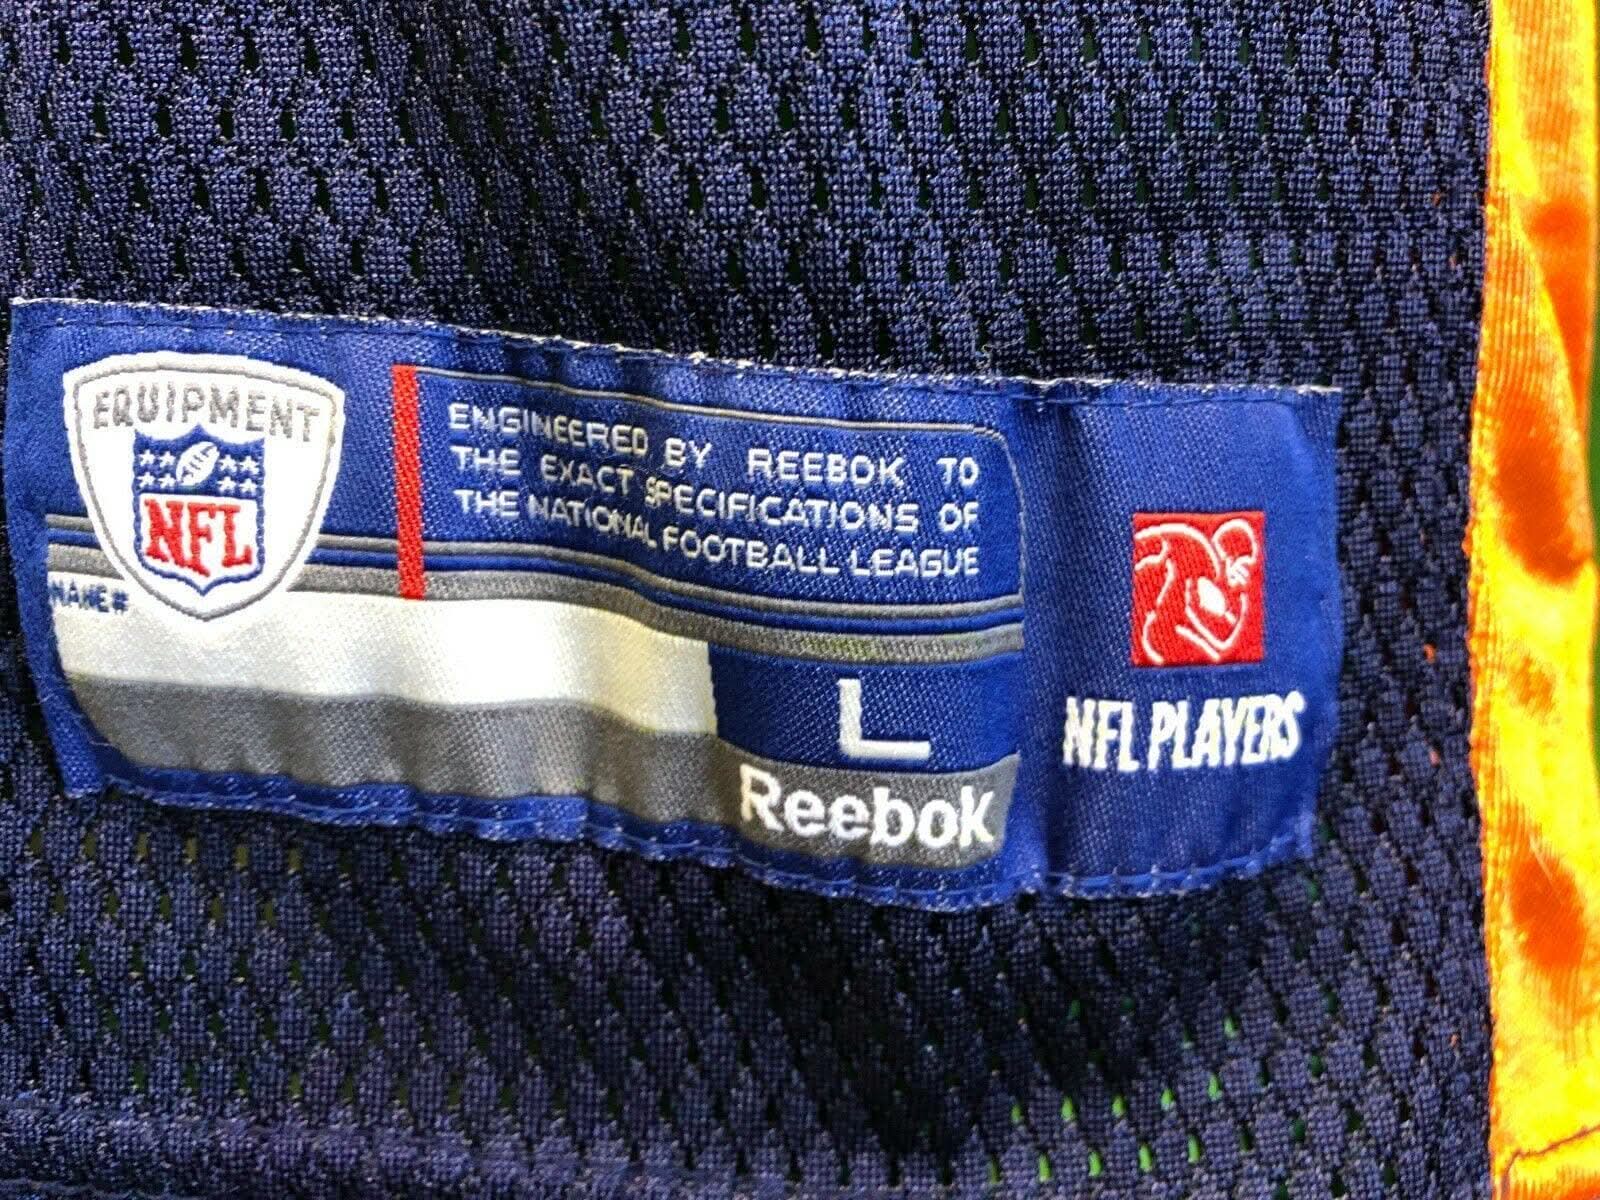 EQUIPMENT
NFL
NAME#
ENGINEERED BY REEBOK TO
THE EXACT SPECIFICATIONS OF
THE NATIONAL FOOTBALL LEAGUE
L
Reebok
NFL PLAYERS